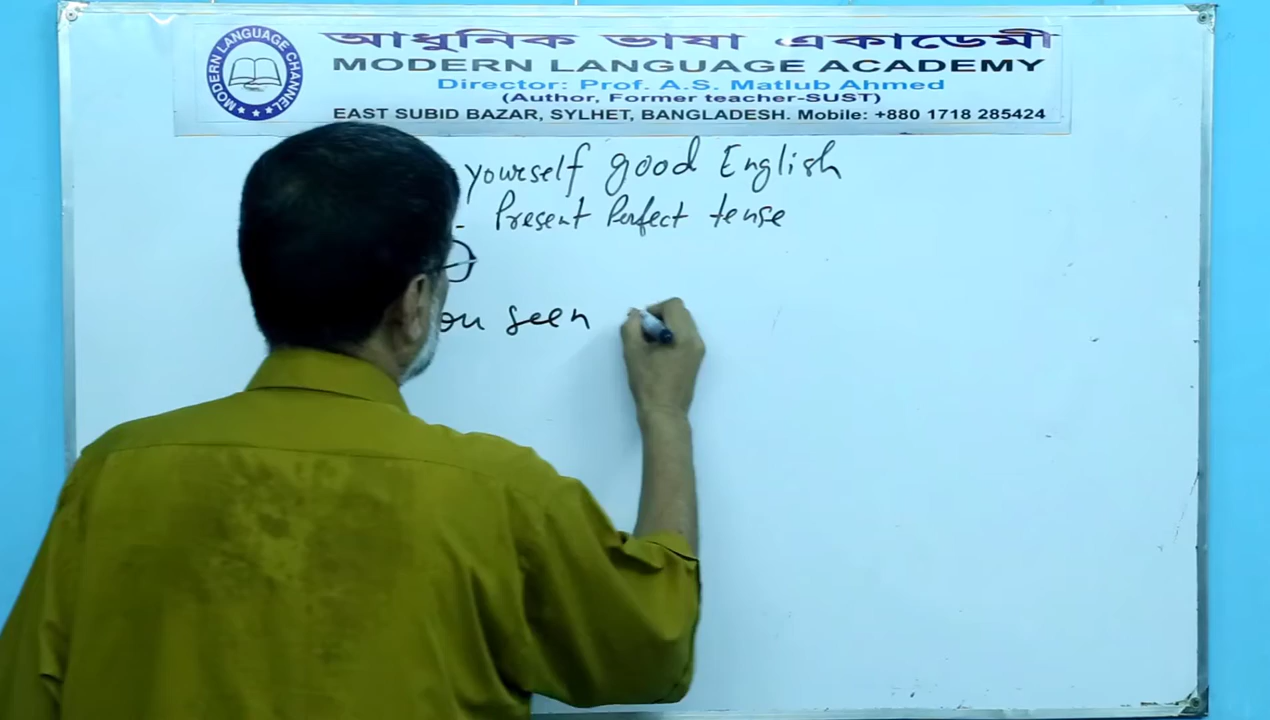 MODERN LANGUAGE CHANNEL
আধুনিক ভাষা একাডেমী
MODERN LANGUAGE ACADEMY
Director: Prof. A.S. Matlub Ahmed
(Author, Former teacher-SUST)
EAST SUBID BAZAR, SYLHET, BANGLADESH. Mobile: +880 1718 285424
yourself good English
- Present Perfect tense
ou seen